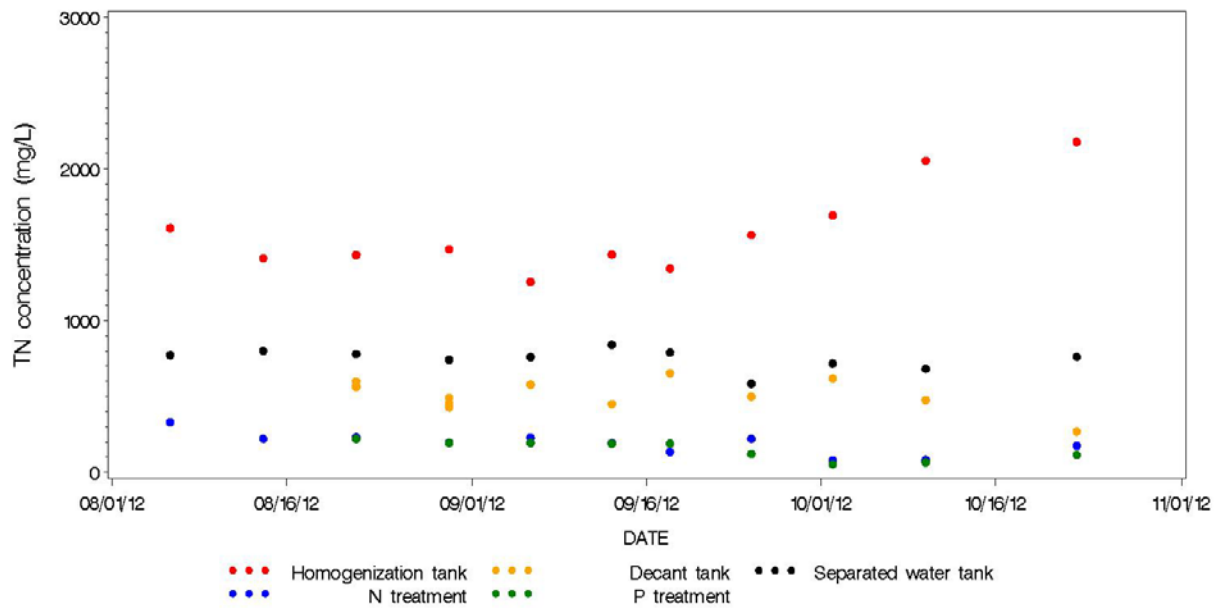 3000
2000
1000
0
TN concentration (mg/L)
08/01/12 08/16/12 09/01/12 09/16/12 10/01/12 10/16/12 11/01/12
DATE
Homogenization tank Decant tank Separated water tank
N treatment P treatment